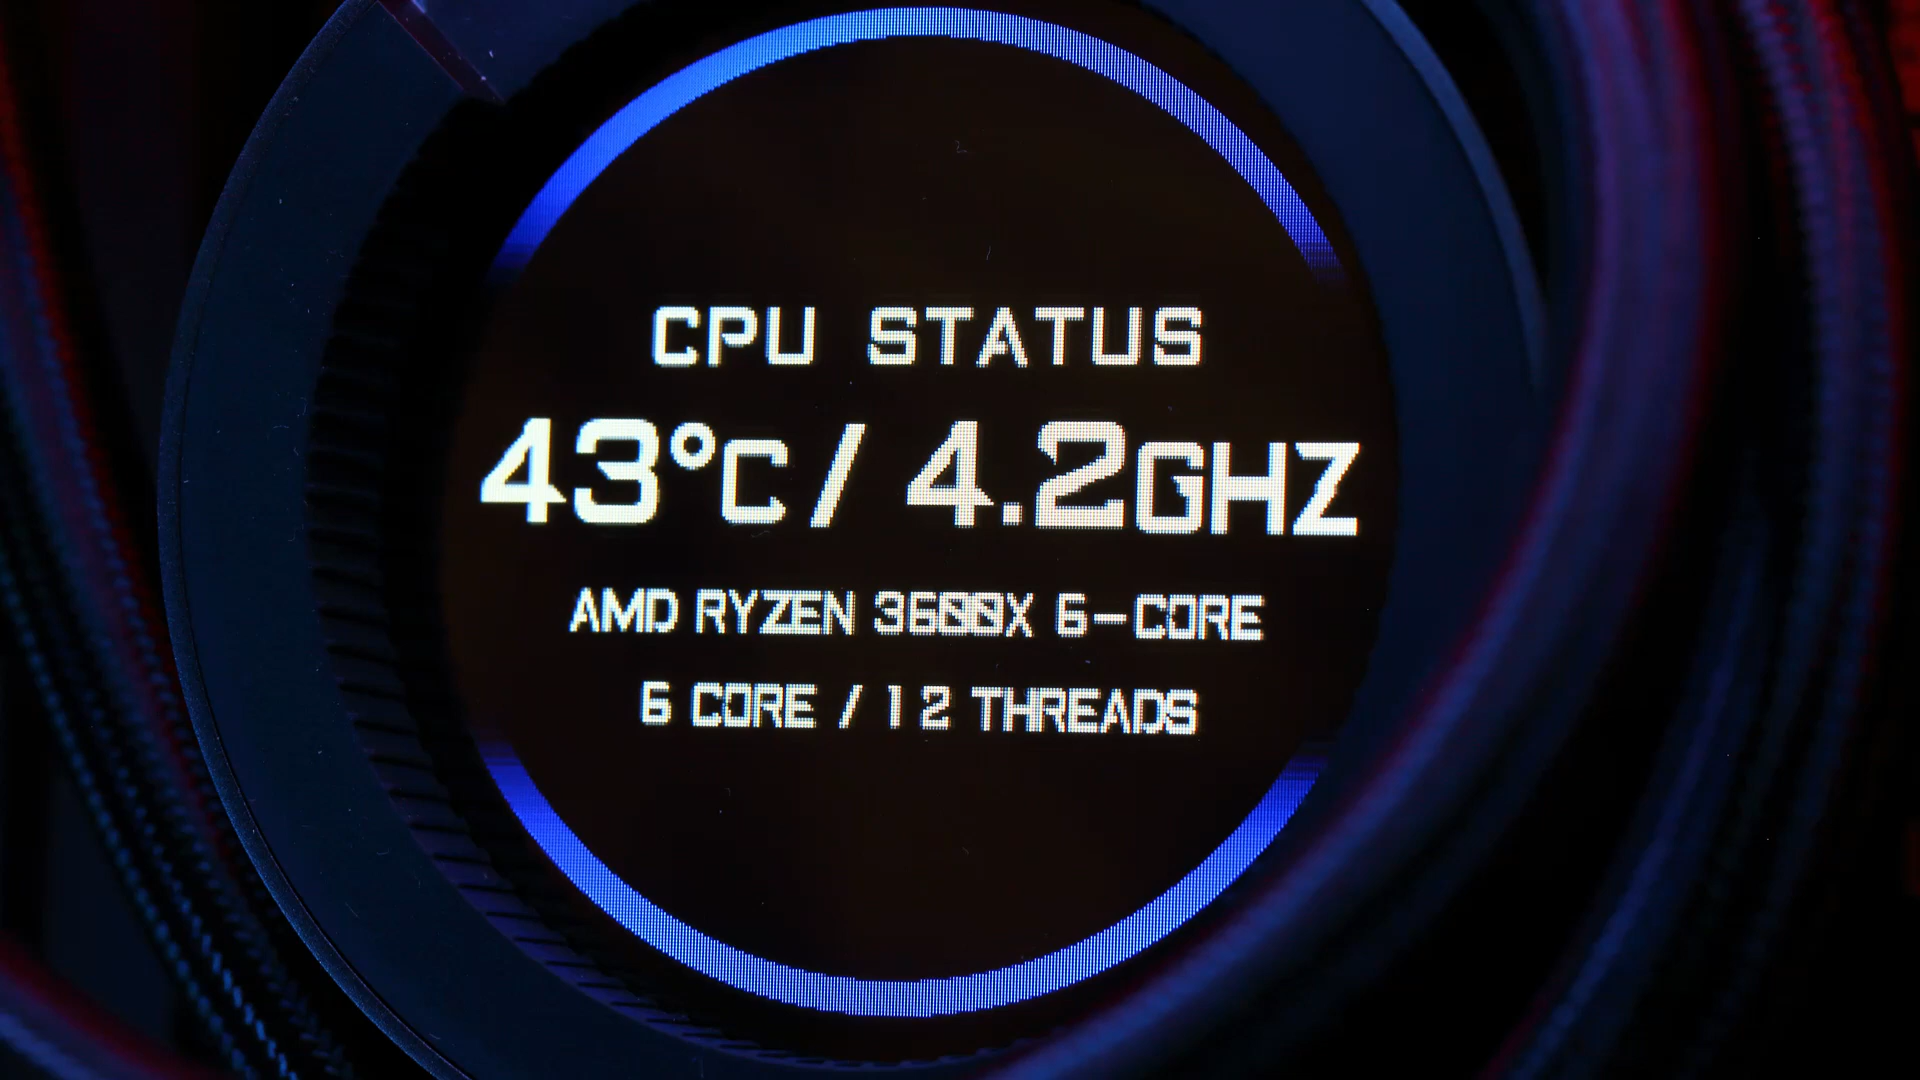 CPU STATUS
43°C / 4.2GHZ
AMD RYZEN 3600X 6-CORE
6 CORE / 12 THREADS